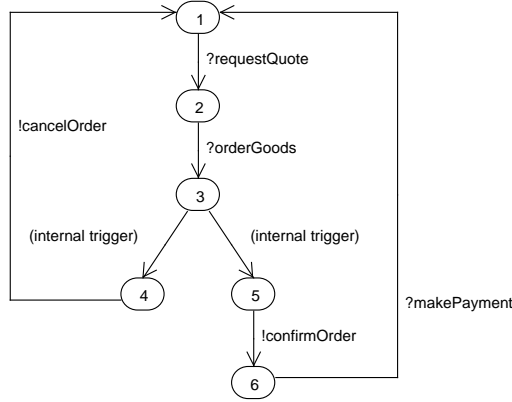 1
?requestQuote
2
!cancelOrder
?orderGoods
3
(internal trigger)
(internal trigger)
4
5
?makePayment
!confirmOrder
6